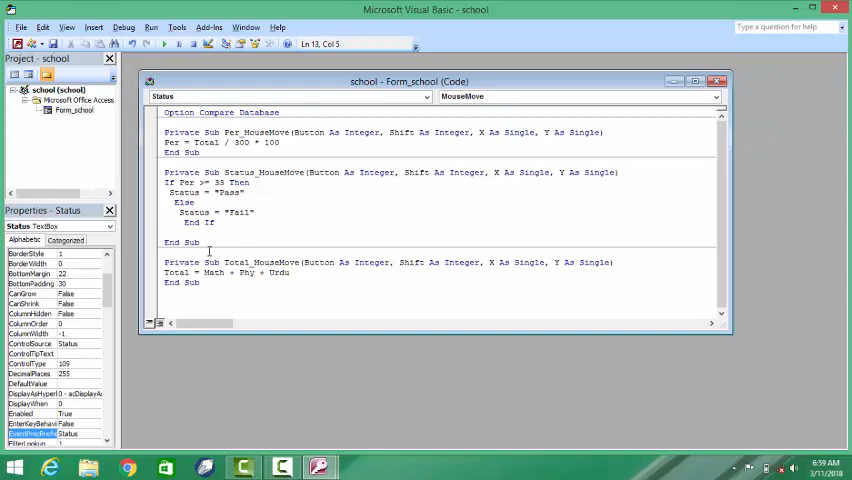 Microsoft Visual Basic - school
File Edit View Insert Debug Run Tools Add-Ins Window Help
Type a question for help
Ln 13, Col 5
Project - school
school (school)
Microsoft Office Access
Form_school
school - Form_school (Code)
Status
MouseMove
Option Compare Database
Private Sub Per_MouseMove(Button As Integer, Shift As Integer, X As Single, Y As Single)
Per = Total / 300 * 100
End Sub
Private Sub Status_MouseMove(Button As Integer, Shift As Integer, X As Single, Y As Single)
If Per >= 33 Then
Status = "Pass"
Else
Status = "Fail"
End If
End Sub
Private Sub Total_MouseMove(Button As Integer, Shift As Integer, X As Single, Y As Single)
Total = Math + Phy + Urdu
End Sub
Properties - Status
Status TextBox
Alphabetic Categorized
BorderStyle 1
BorderWidth 0
BottomMargin 22
BottomPadding 30
CanGrow False
CanShrink False
ColumnHidden False
ColumnOrder 0
ColumnWidth -1
ControlSource Status
ControlTipText
ControlType 109
DecimalPlaces 255
DefaultValue
DisplayAsHyperl 0 - acDisplayAs
DisplayWhen 0
Enabled True
EnterKeyBehavi False
EventProcPrefix Status
FilterLookup 1
6:59 AM
3/11/2018